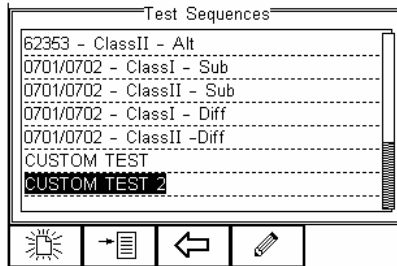 Test Sequences
62353 - ClassII - Alt
0701/0702 - ClassI - Sub
0701/0702 - ClassII - Sub
0701/0702 - ClassI - Diff
0701/0702 - ClassII -Diff
CUSTOM TEST
CUSTOM TEST 2